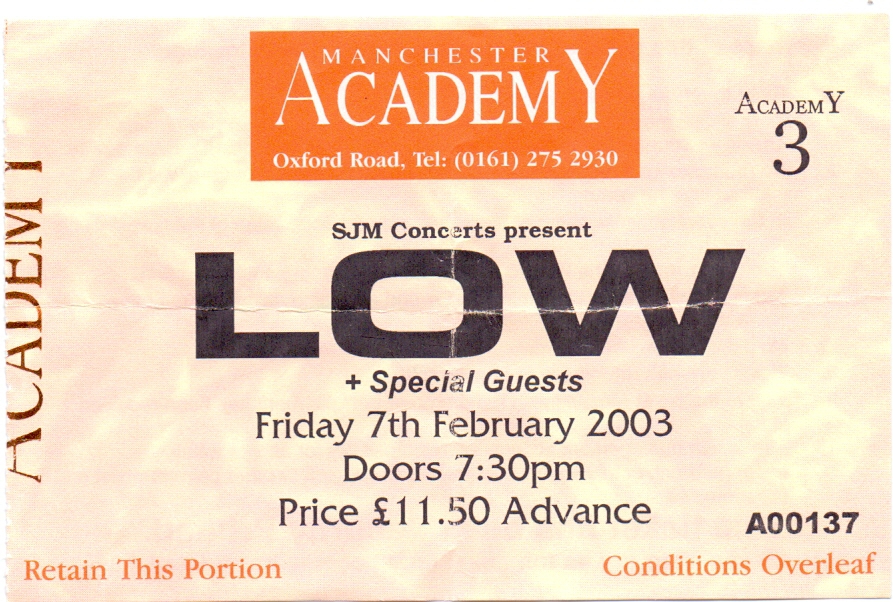 MANCHESTER
ACADEMY
Oxford Road, Tel: (0161) 275 2930
ACADEMY
3
ACADEMY
SJM Concerts present
LOW
+ Special Guests
Friday 7th February 2003
Doors 7:30pm
Price £11.50 Advance
A00137
Retain This Portion
Conditions Overleaf